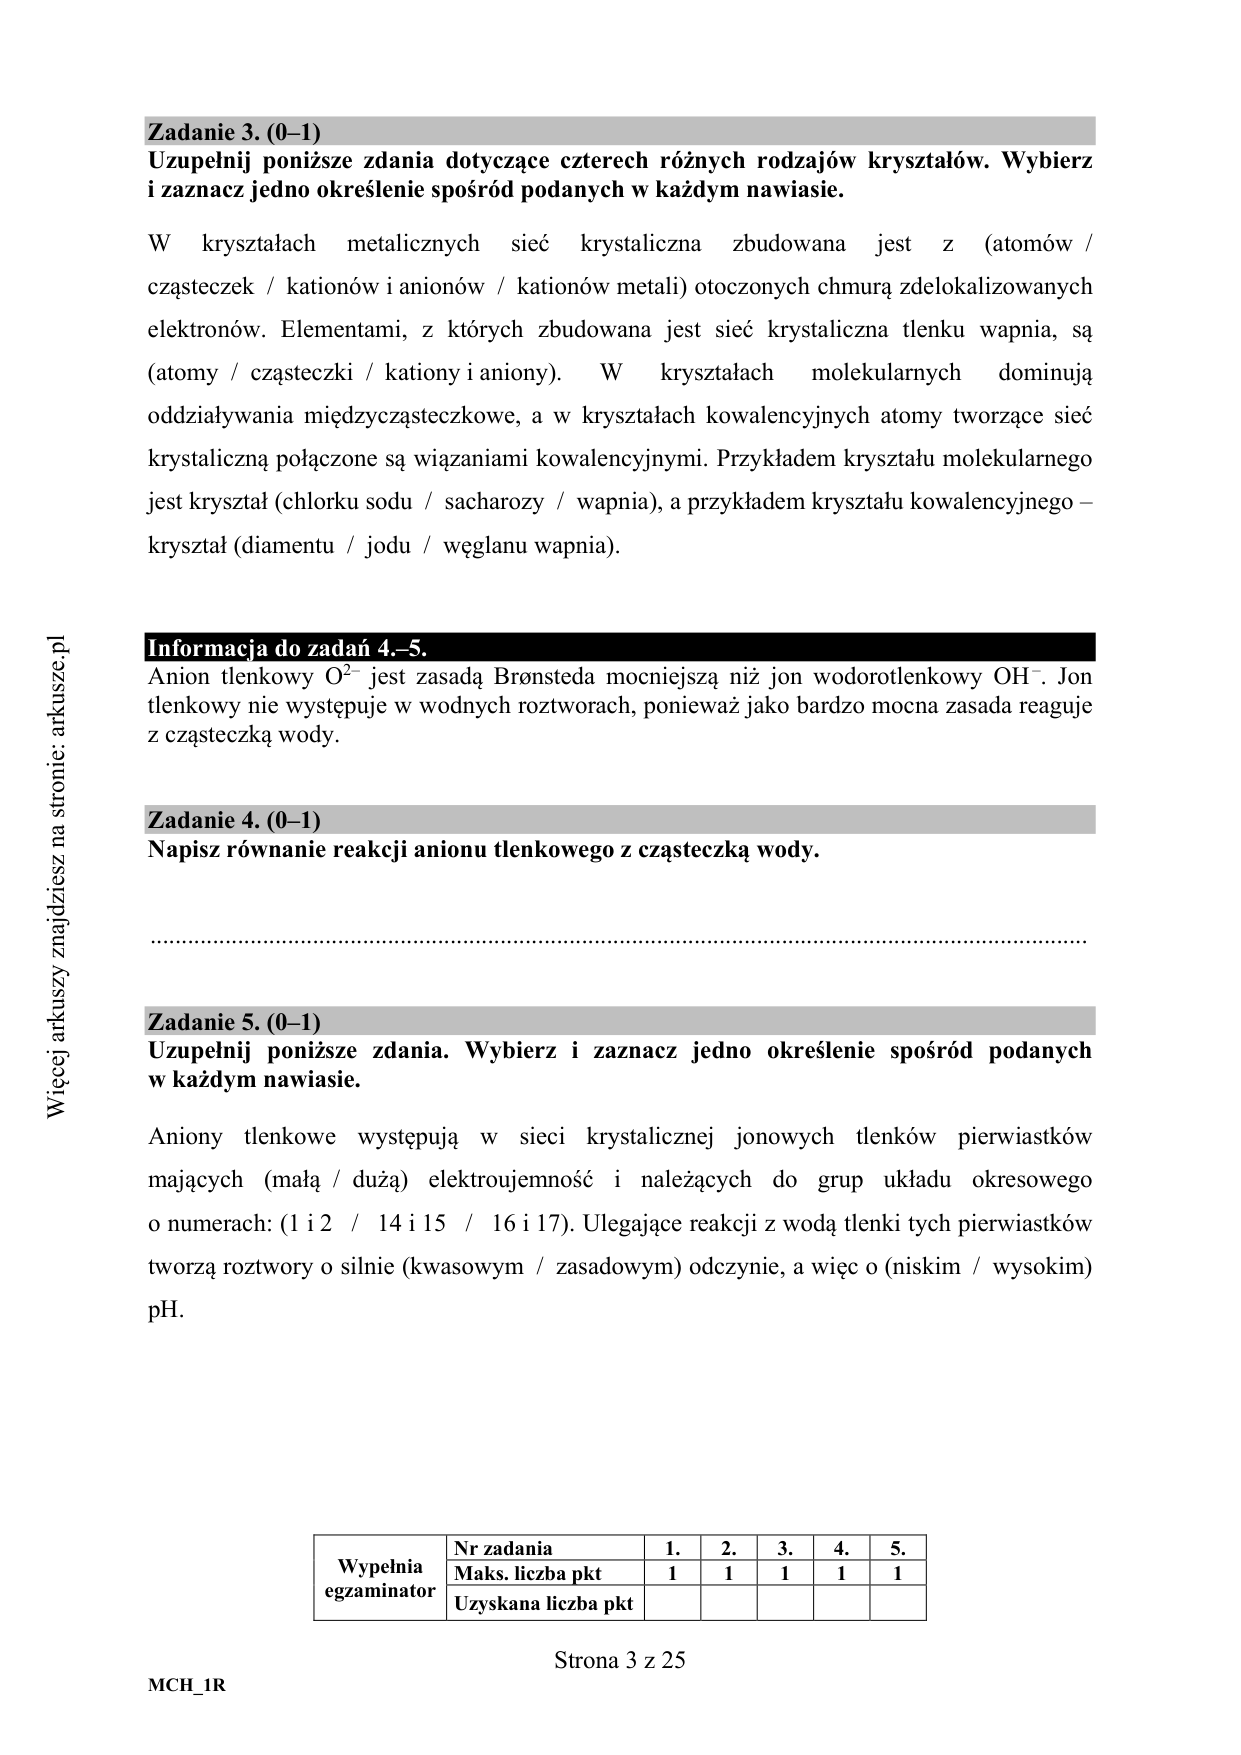 Zadanie 3. (0–1)
Uzupełnij poniższe zdania dotyczące czterech różnych rodzajów kryształów. Wybierz
i zaznacz jedno określenie spośród podanych w każdym nawiasie.
W kryształach metalicznych sieć krystaliczna zbudowana jest z (atomów /
cząsteczek / kationów i anionów / kationów metali) otoczonych chmurą zdelokalizowanych
elektronów. Elementami, z których zbudowana jest sieć krystaliczna tlenku wapnia, są
(atomy / cząsteczki / kationy i aniony). W kryształach molekularnych dominują
oddziaływania międzycząsteczkowe, a w kryształach kowalencyjnych atomy tworzące sieć
krystaliczną połączone są wiązaniami kowalencyjnymi. Przykładem kryształu molekularnego
jest kryształ (chlorku sodu / sacharozy / wapnia), a przykładem kryształu kowalencyjnego –
kryształ (diamentu / jodu / węglanu wapnia).
Informacja do zadań 4.–5.
Anion tlenkowy O²⁻ jest zasadą Brønsteda mocniejszą niż jon wodorotlenkowy OH⁻. Jon
tlenkowy nie występuje w wodnych roztworach, ponieważ jako bardzo mocna zasada reaguje
z cząsteczką wody.
Zadanie 4. (0–1)
Napisz równanie reakcji anionu tlenkowego z cząsteczką wody.
......................................................................................................................................................
Zadanie 5. (0–1)
Uzupełnij poniższe zdania. Wybierz i zaznacz jedno określenie spośród podanych
w każdym nawiasie.
Aniony tlenkowe występują w sieci krystalicznej jonowych tlenków pierwiastków
mających (małą / dużą) elektroujemność i należących do grup układu okresowego
o numerach: (1 i 2 / 14 i 15 / 16 i 17). Ulegające reakcji z wodą tlenki tych pierwiastków
tworzą roztwory o silnie (kwasowym / zasadowym) odczynie, a więc o (niskim / wysokim)
pH.
Wypełnia
egzaminator
Nr zadania 1. 2. 3. 4. 5.
Maks. liczba pkt 1 1 1 1 1
Uzyskana liczba pkt
Strona 3 z 25
MCH_1R
Więcej arkuszy znajdziesz na stronie: arkusze.pl